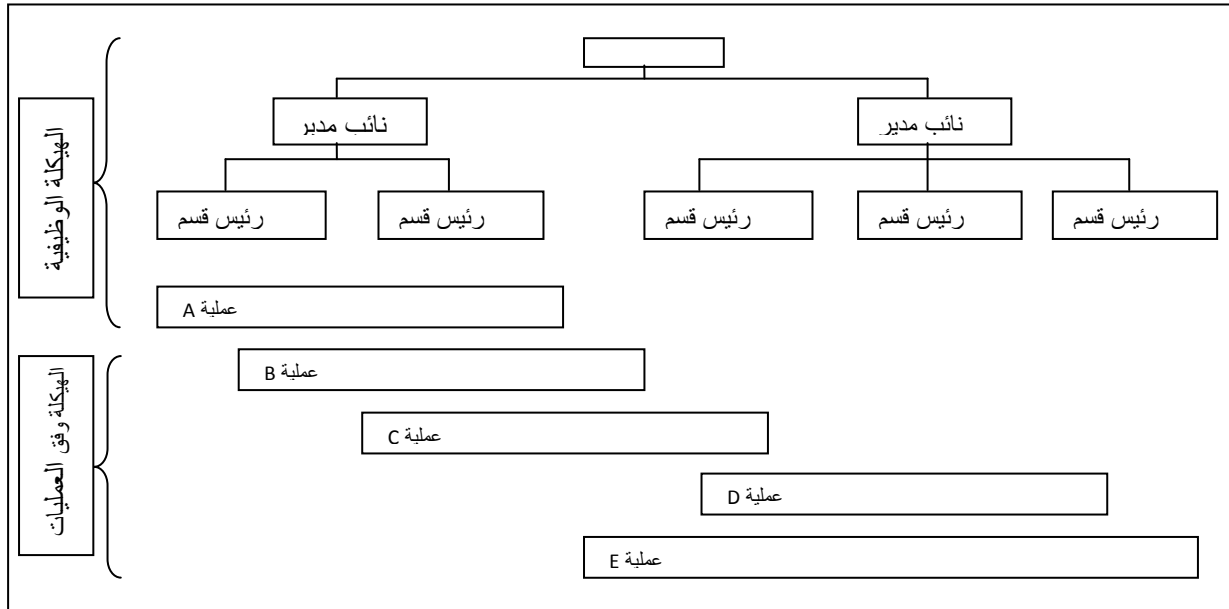 نائب مدير
نائب مدير
رئيس قسم
رئيس قسم
رئيس قسم
رئيس قسم
رئيس قسم
الهيكلة الوظيفية
عملية A
عملية B
عملية C
عملية D
عملية E
الهيكلة وفق العمليات